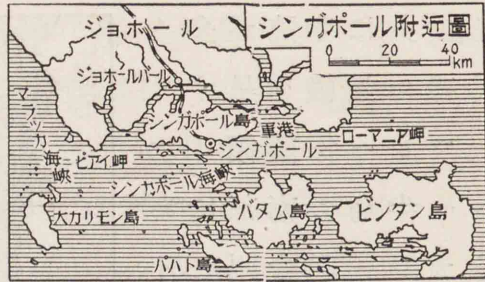 シンガポール附近圖
0 20 40
km
ジョホール
ジョホールバール
シンガポール島
軍港
シンガポール
ローマニア岬
マラッカ海峽
ピアイ岬
シンガポール海峽
大カリモン島
バタム島
ビンタン島
パハト島